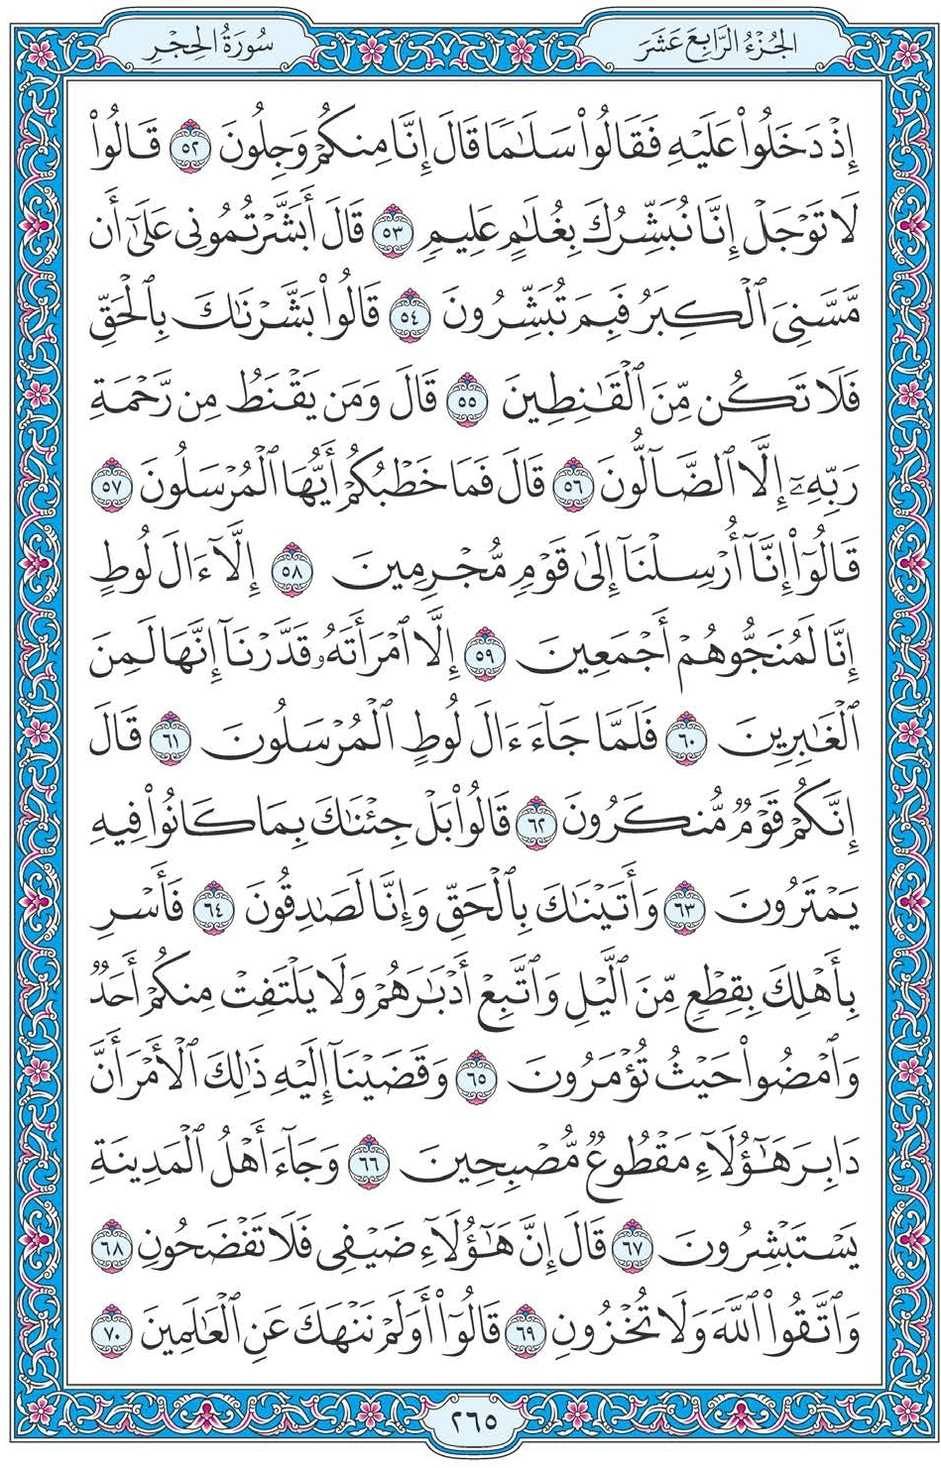 الجُزْءُ الرَّابِعَ عَشَرَ
سُورَةُ الحِجْرِ
إِذْ دَخَلُوا۟ عَلَيْهِ فَقَالُوا۟ سَلَٰمًا قَالَ إِنَّا مِنكُمْ وَجِلُونَ ٥٢ قَالُوا۟
لَا تَوْجَلْ إِنَّا نُبَشِّرُكَ بِغُلَٰمٍ عَلِيمٍ ٥٣ قَالَ أَبَشَّرْتُمُونِى عَلَىٰٓ أَن
مَّسَّنِىَ ٱلْكِبَرُ فَبِمَ تُبَشِّرُونَ ٥٤ قَالُوا۟ بَشَّرْنَٰكَ بِٱلْحَقِّ
فَلَا تَكُن مِّنَ ٱلْقَٰنِطِينَ ٥٥ قَالَ وَمَن يَقْنَطُ مِن رَّحْمَةِ
رَبِّهِۦٓ إِلَّا ٱلضَّآلُّونَ ٥٦ قَالَ فَمَا خَطْبُكُمْ أَيُّهَا ٱلْمُرْسَلُونَ ٥٧
قَالُوٓا۟ إِنَّآ أُرْسِلْنَآ إِلَىٰ قَوْمٍ مُّجْرِمِينَ ٥٨ إِلَّآ ءَالَ لُوطٍ
إِنَّا لَمُنَجُّوهُمْ أَجْمَعِينَ ٥٩ إِلَّا ٱمْرَأَتَهُۥ قَدَّرْنَآ إِنَّهَا لَمِنَ
ٱلْغَٰبِرِينَ ٦٠ فَلَمَّا جَآءَ ءَالَ لُوطٍ ٱلْمُرْسَلُونَ ٦١ قَالَ
إِنَّكُمْ قَوْمٌ مُّنكَرُونَ ٦٢ قَالُوا۟ بَلْ جِئْنَٰكَ بِمَا كَانُوا۟ فِيهِ
يَمْتَرُونَ ٦٣ وَأَتَيْنَٰكَ بِٱلْحَقِّ وَإِنَّا لَصَٰدِقُونَ ٦٤ فَأَسْرِ
بِأَهْلِكَ بِقِطْعٍ مِّنَ ٱلَّيْلِ وَٱتَّبِعْ أَدْبَٰرَهُمْ وَلَا يَلْتَفِتْ مِنكُمْ أَحَدٌ
وَٱمْضُوا۟ حَيْثُ تُؤْمَرُونَ ٦٥ وَقَضَيْنَآ إِلَيْهِ ذَٰلِكَ ٱلْأَمْرَ أَنَّ
دَابِرَ هَٰٓؤُلَآءِ مَقْطُوعٌ مُّصْبِحِينَ ٦٦ وَجَآءَ أَهْلُ ٱلْمَدِينَةِ
يَسْتَبْشِرُونَ ٦٧ قَالَ إِنَّ هَٰٓؤُلَآءِ ضَيْفِى فَلَا تَفْضَحُونِ ٦٨
وَٱتَّقُوا۟ ٱللَّهَ وَلَا تُخْزُونِ ٦٩ قَالُوٓا۟ أَوَلَمْ نَنْهَكَ عَنِ ٱلْعَٰلَمِينَ ٧٠
٢٦٥